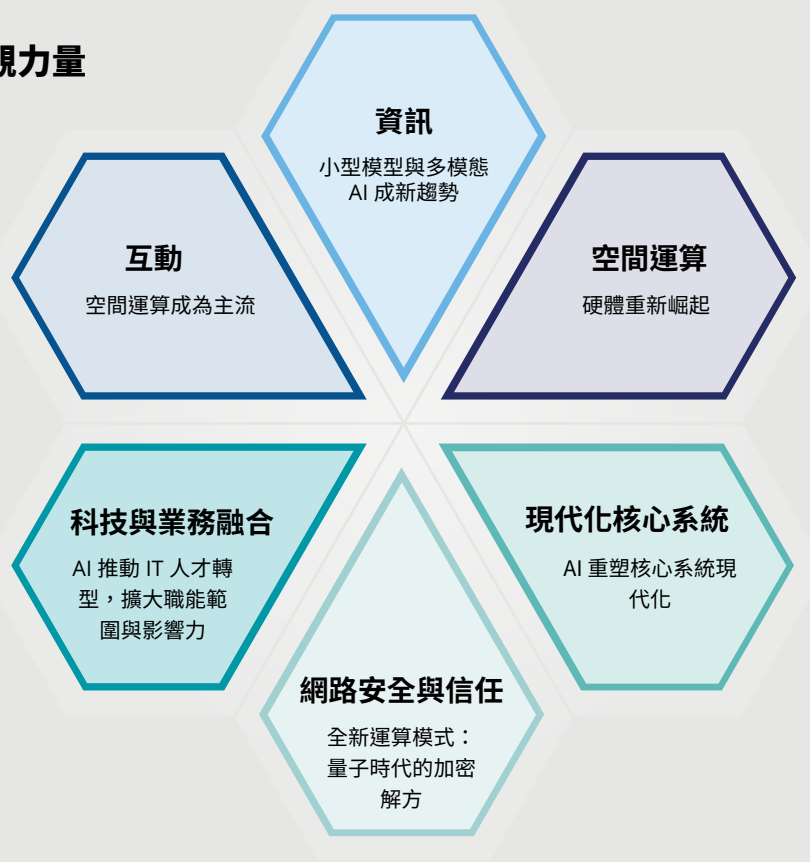 觀力量
資訊
小型模型與多模態
AI 成新趨勢
互動
空間運算成為主流
空間運算
硬體重新崛起
科技與業務融合
AI 推動 IT 人才轉
型，擴大職能範
圍與影響力
現代化核心系統
AI 重塑核心系統現
代化
網路安全與信任
全新運算模式：
量子時代的加密
解方